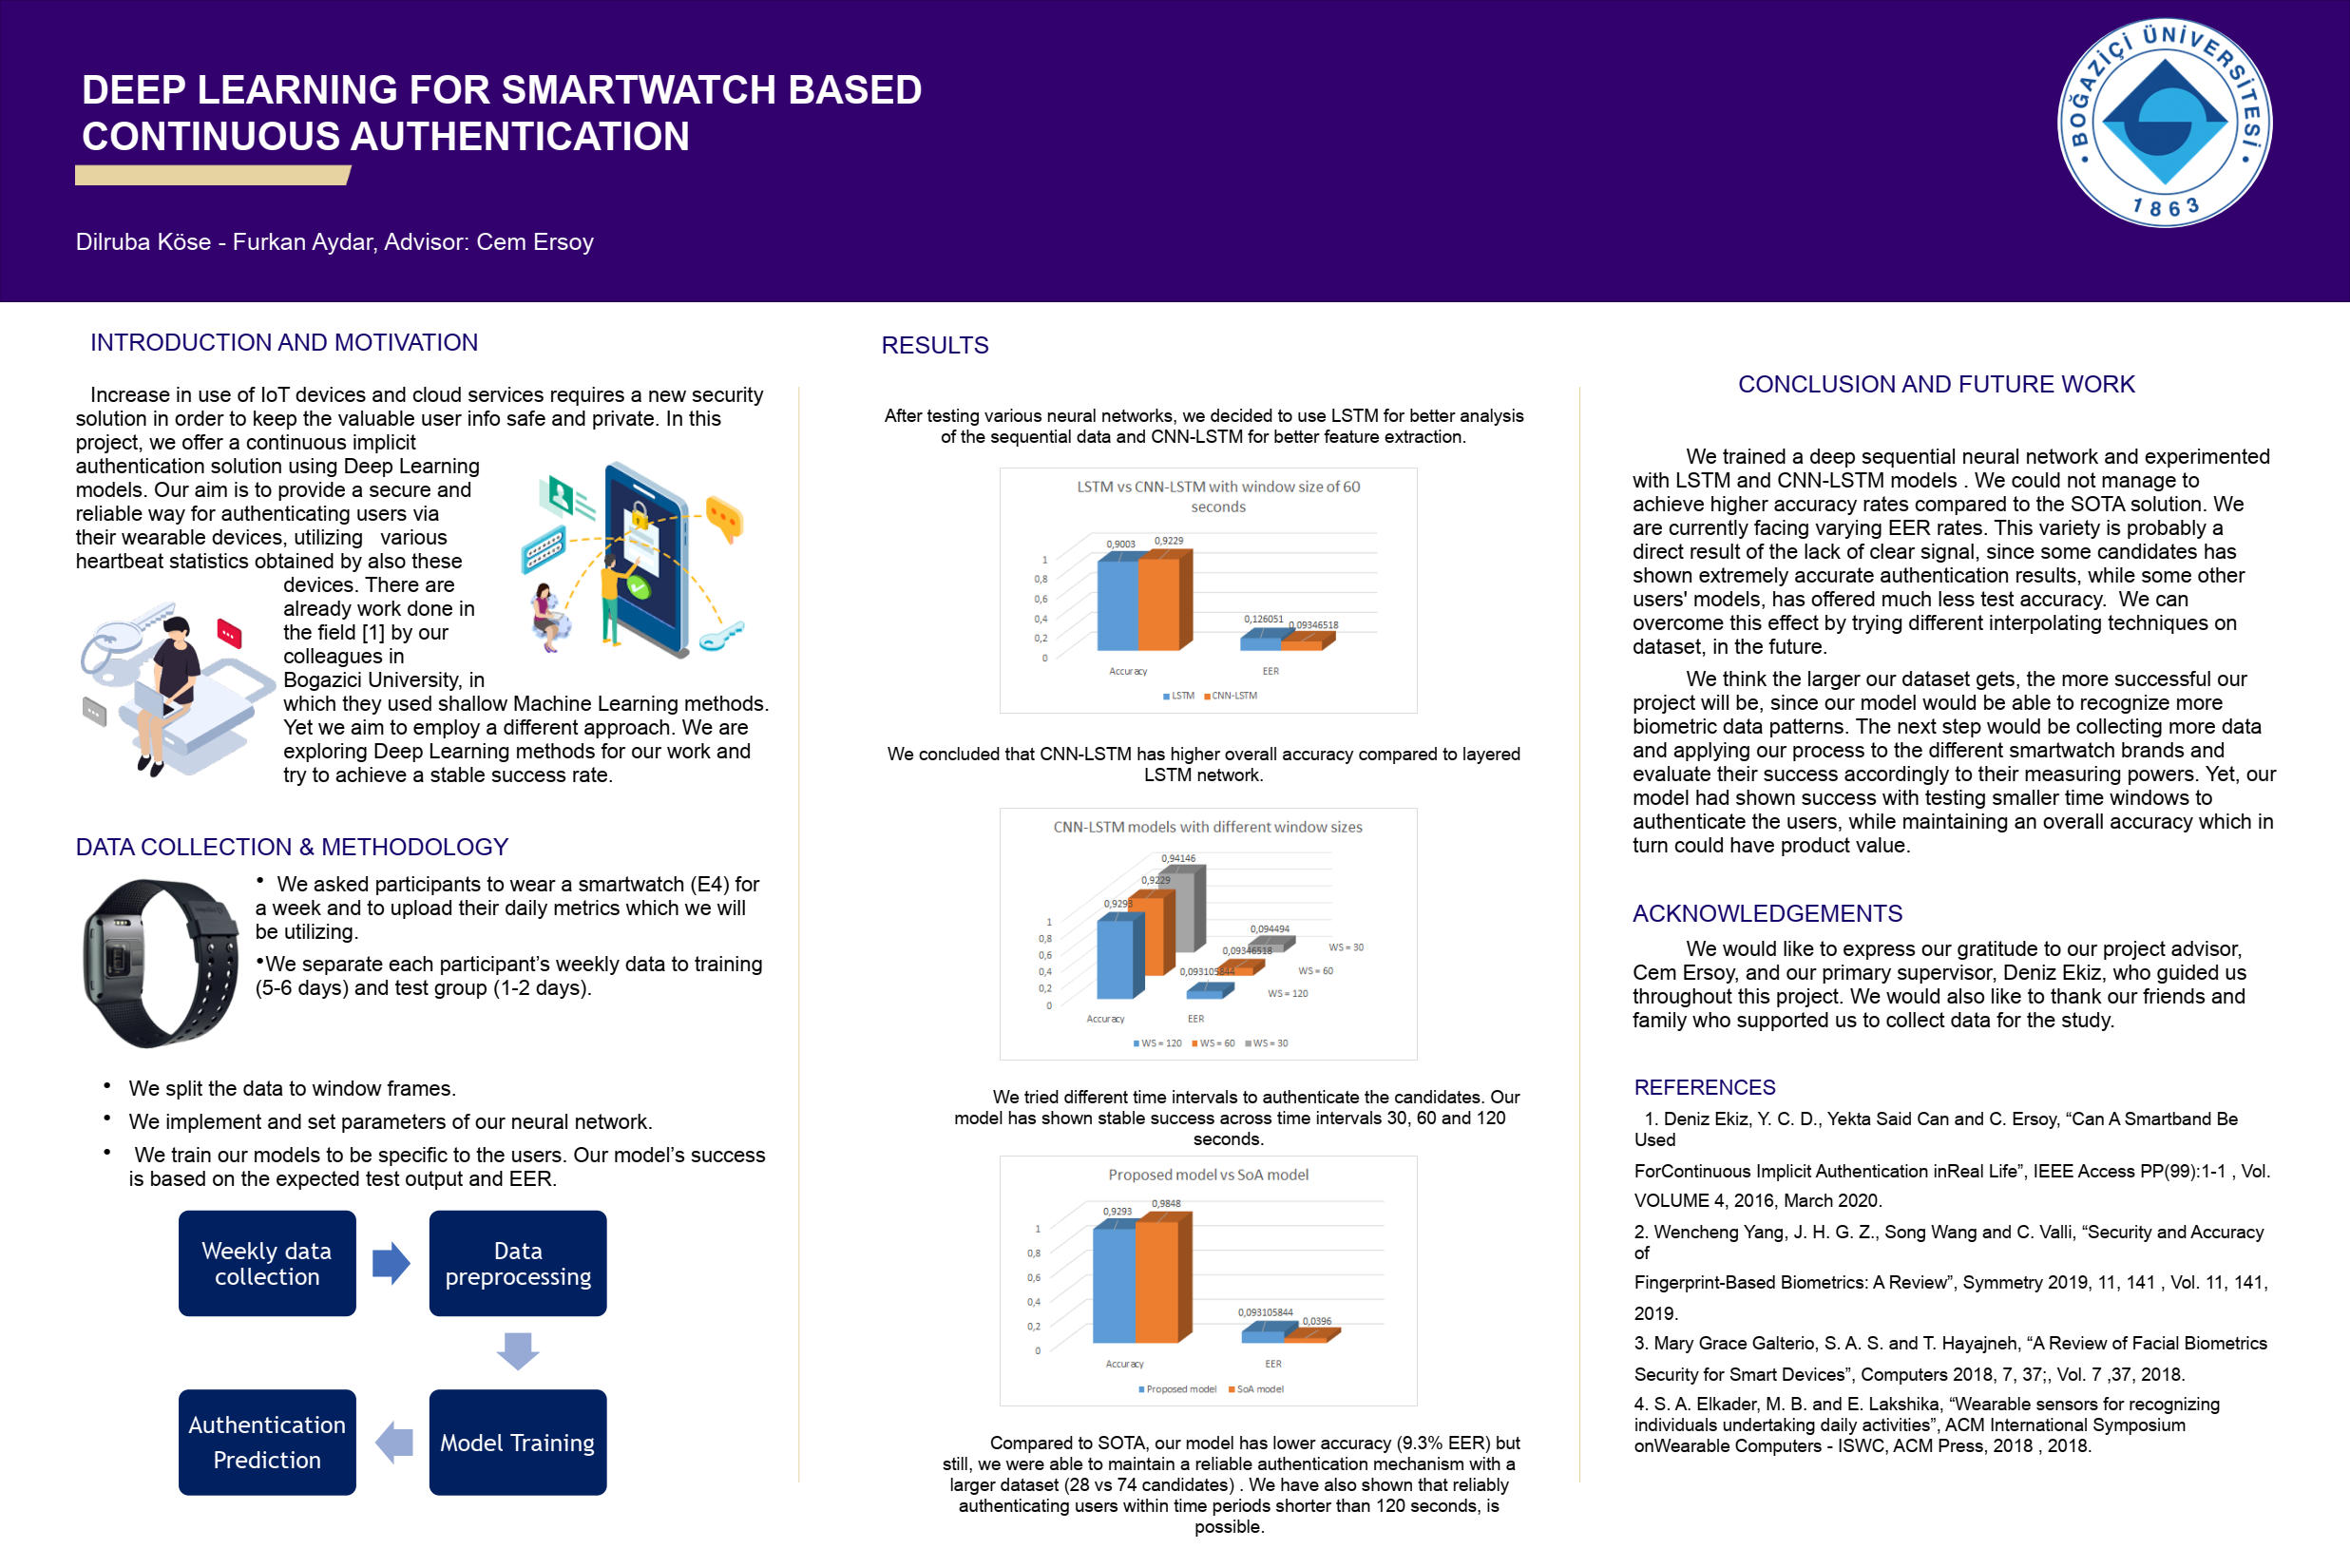 DEEP LEARNING FOR SMARTWATCH BASED
CONTINUOUS AUTHENTICATION
Dilruba Köse - Furkan Aydar, Advisor: Cem Ersoy
BOĞAZİÇİ ÜNİVERSİTESİ
1863
INTRODUCTION AND MOTIVATION
Increase in use of IoT devices and cloud services requires a new security
solution in order to keep the valuable user info safe and private. In this
project, we offer a continuous implicit
authentication solution using Deep Learning
models. Our aim is to provide a secure and
reliable way for authenticating users via
their wearable devices, utilizing various
heartbeat statistics obtained by also these
devices. There are
already work done in
the field [1] by our
colleagues in
Bogazici University, in
which they used shallow Machine Learning methods.
Yet we aim to employ a different approach. We are
exploring Deep Learning methods for our work and
try to achieve a stable success rate.
DATA COLLECTION & METHODOLOGY
• We asked participants to wear a smartwatch (E4) for
a week and to upload their daily metrics which we will
be utilizing.
•We separate each participant’s weekly data to training
(5-6 days) and test group (1-2 days).
• We split the data to window frames.
• We implement and set parameters of our neural network.
• We train our models to be specific to the users. Our model’s success
is based on the expected test output and EER.
Weekly data
collection
Data
preprocessing
Authentication
Prediction
Model Training
RESULTS
After testing various neural networks, we decided to use LSTM for better analysis
of the sequential data and CNN-LSTM for better feature extraction.
LSTM vs CNN-LSTM with window size of 60
seconds
0,9003
0,9229
1
0,8
0,6
0,4
0,2
0
0,126051
0,09346518
Accuracy
EER
LSTM
CNN-LSTM
We concluded that CNN-LSTM has higher overall accuracy compared to layered
LSTM network.
CNN-LSTM models with different window sizes
0,94146
0,9229
0,9293
1
0,8
0,6
0,4
0,2
0
0,094494
0,09346518
0,093105844
WS = 30
WS = 60
WS = 120
Accuracy
EER
WS = 120
WS = 60
WS = 30
We tried different time intervals to authenticate the candidates. Our
model has shown stable success across time intervals 30, 60 and 120
seconds.
Proposed model vs SoA model
0,9293
0,9848
1
0,8
0,6
0,4
0,2
0
0,093105844
0,0396
Accuracy
EER
Proposed model
SoA model
Compared to SOTA, our model has lower accuracy (9.3% EER) but
still, we were able to maintain a reliable authentication mechanism with a
larger dataset (28 vs 74 candidates) . We have also shown that reliably
authenticating users within time periods shorter than 120 seconds, is
possible.
CONCLUSION AND FUTURE WORK
We trained a deep sequential neural network and experimented
with LSTM and CNN-LSTM models . We could not manage to
achieve higher accuracy rates compared to the SOTA solution. We
are currently facing varying EER rates. This variety is probably a
direct result of the lack of clear signal, since some candidates has
shown extremely accurate authentication results, while some other
users' models, has offered much less test accuracy. We can
overcome this effect by trying different interpolating techniques on
dataset, in the future.
We think the larger our dataset gets, the more successful our
project will be, since our model would be able to recognize more
biometric data patterns. The next step would be collecting more data
and applying our process to the different smartwatch brands and
evaluate their success accordingly to their measuring powers. Yet, our
model had shown success with testing smaller time windows to
authenticate the users, while maintaining an overall accuracy which in
turn could have product value.
ACKNOWLEDGEMENTS
We would like to express our gratitude to our project advisor,
Cem Ersoy, and our primary supervisor, Deniz Ekiz, who guided us
throughout this project. We would also like to thank our friends and
family who supported us to collect data for the study.
REFERENCES
1. Deniz Ekiz, Y. C. D., Yekta Said Can and C. Ersoy, “Can A Smartband Be
Used
ForContinuous Implicit Authentication inReal Life”, IEEE Access PP(99):1-1 , Vol.
VOLUME 4, 2016, March 2020.
2. Wencheng Yang, J. H. G. Z., Song Wang and C. Valli, “Security and Accuracy
of
Fingerprint-Based Biometrics: A Review”, Symmetry 2019, 11, 141 , Vol. 11, 141,
2019.
3. Mary Grace Galterio, S. A. S. and T. Hayajneh, “A Review of Facial Biometrics
Security for Smart Devices”, Computers 2018, 7, 37;, Vol. 7 ,37, 2018.
4. S. A. Elkader, M. B. and E. Lakshika, “Wearable sensors for recognizing
individuals undertaking daily activities”, ACM International Symposium
onWearable Computers - ISWC, ACM Press, 2018 , 2018.